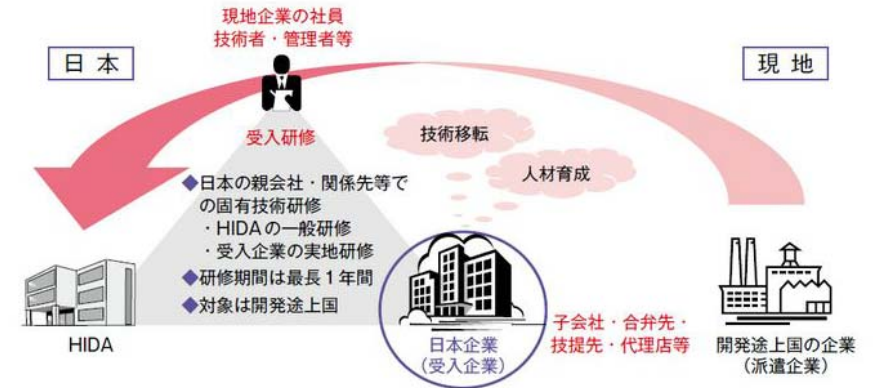 現地企業の社員
技術者・管理者等
日本
現地
受入研修
技術移転
人材育成
◆日本の親会社・関係先等で
の固有技術研修
・HIDAの一般研修
・受入企業の実地研修
◆研修期間は最長1年間
◆対象は開発途上国
HIDA
日本企業
(受入企業)
子会社・合弁先・
技提先・代理店等
開発途上国の企業
(派遣企業)